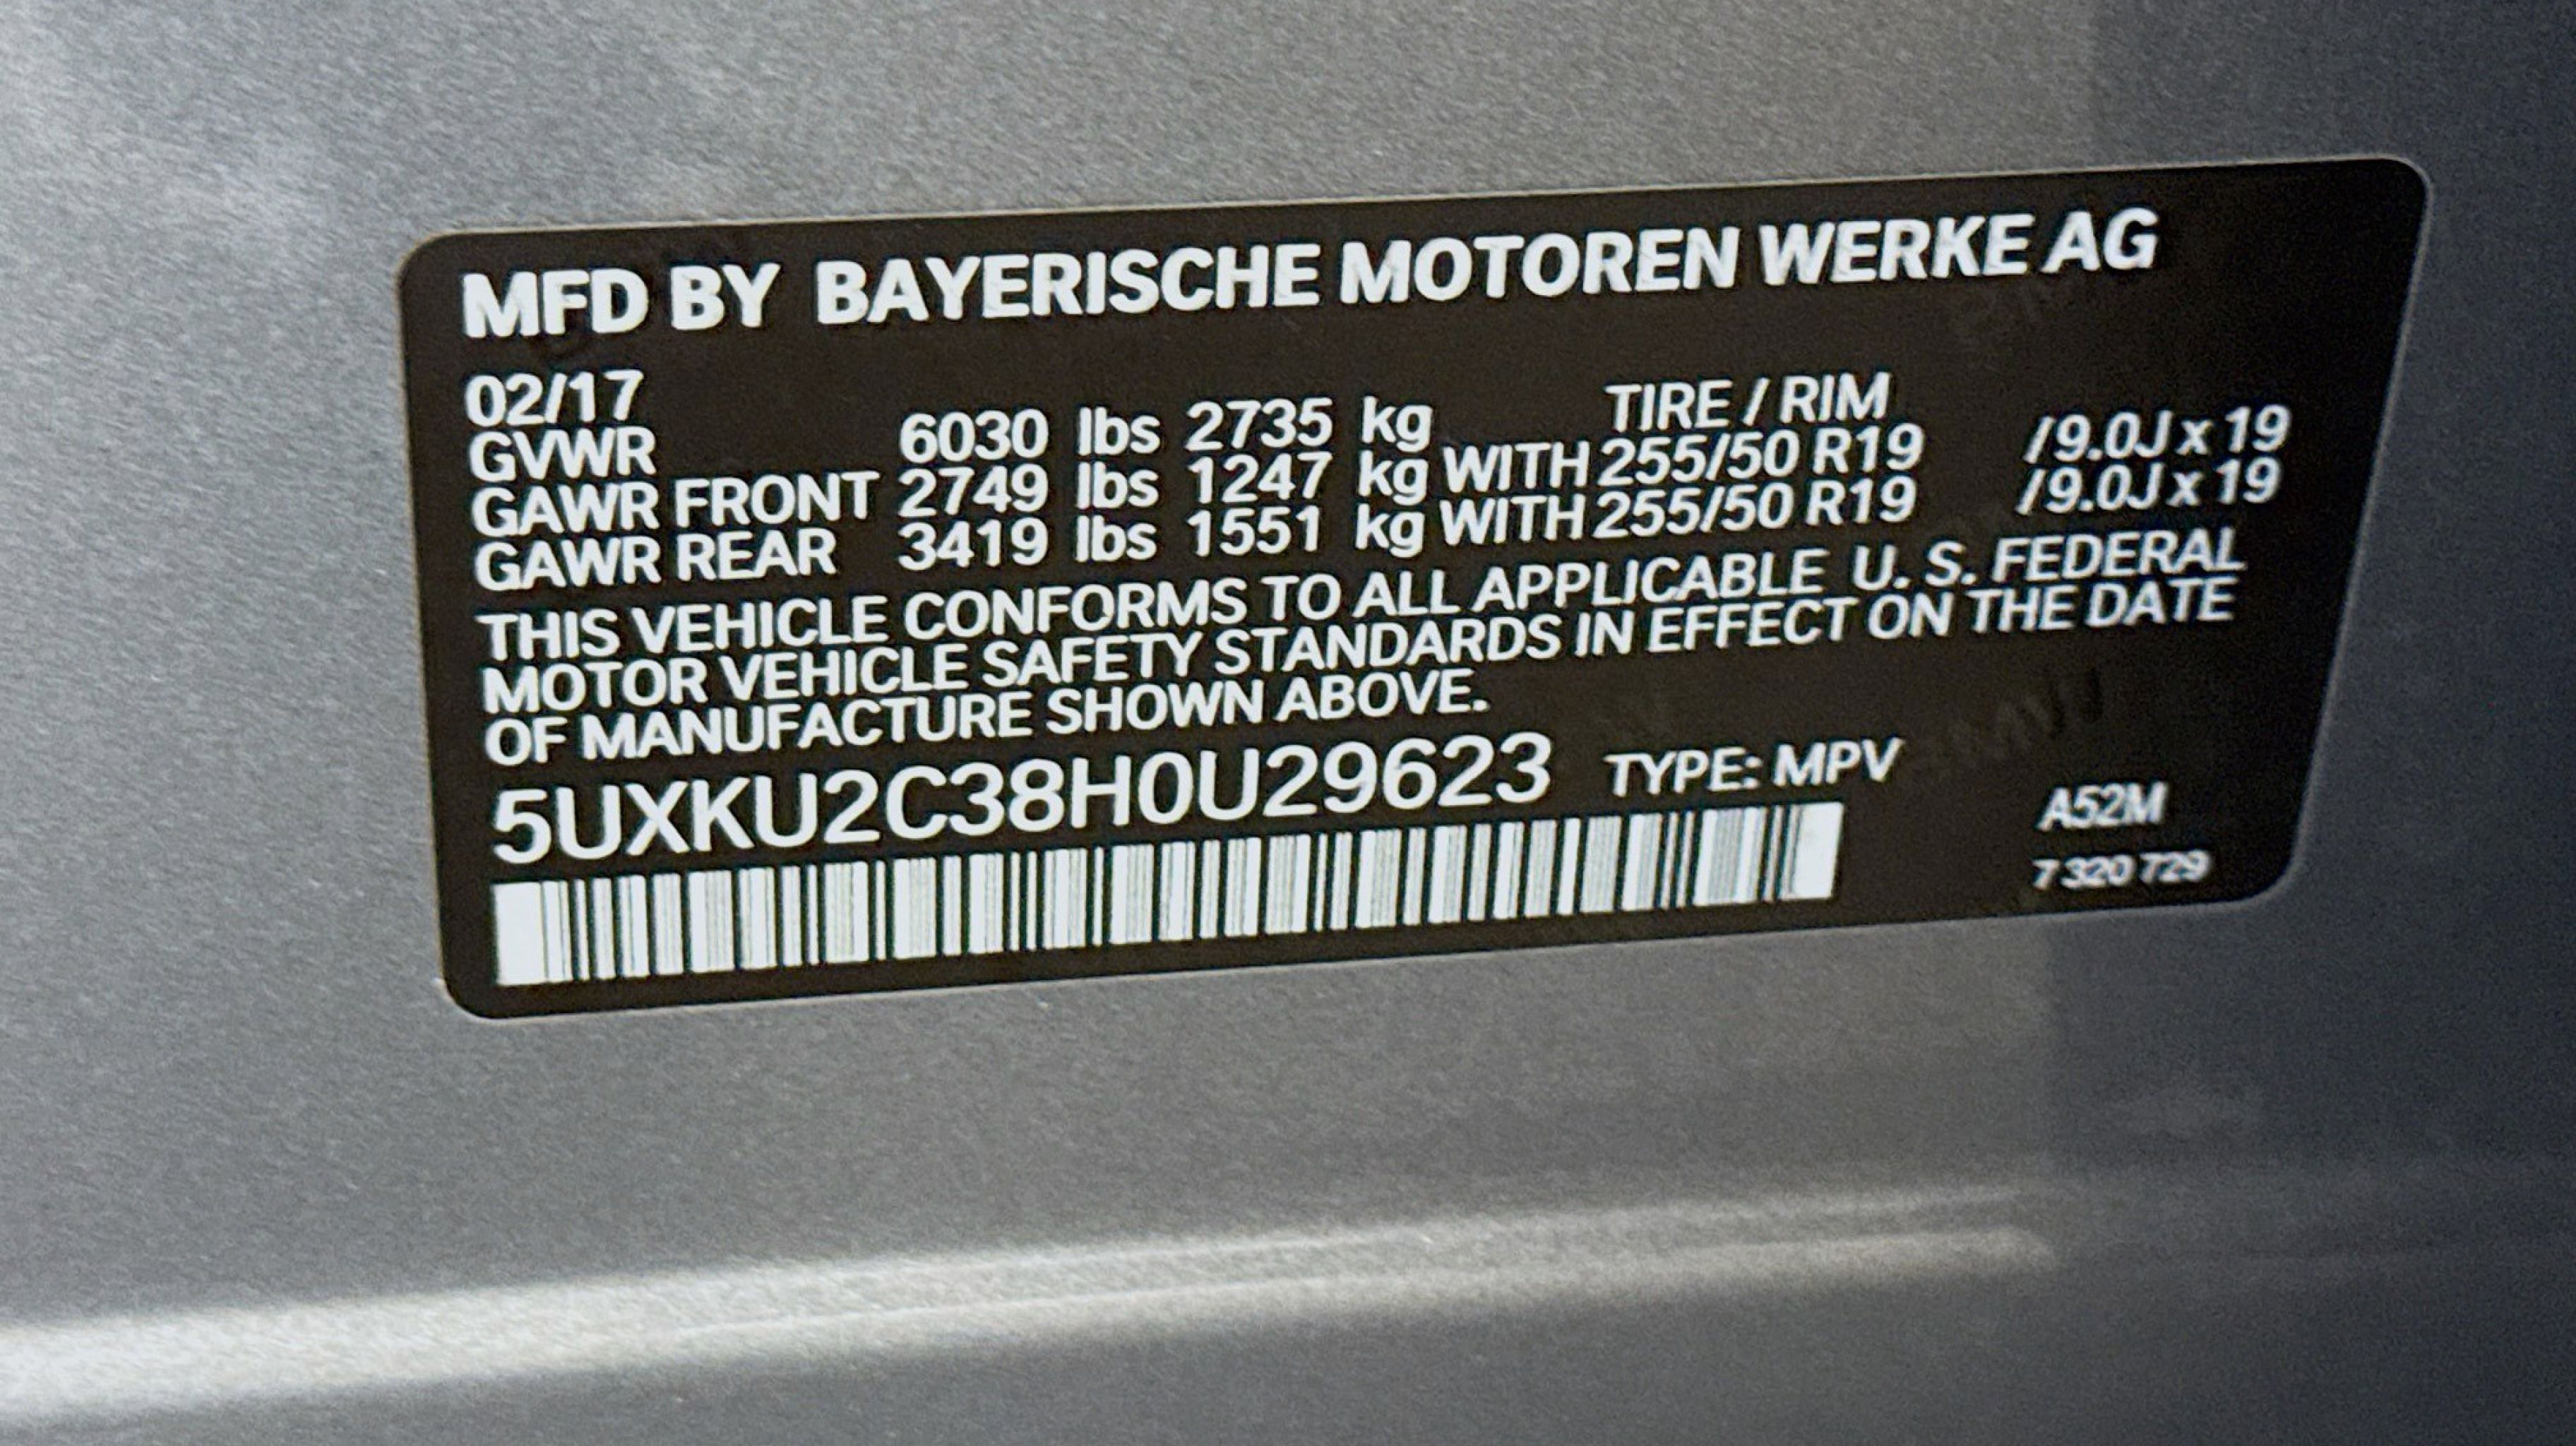 MFD BY BAYERISCHE MOTOREN WERKE AG
02/17 TIRE / RIM
GVWR 6030 lbs 2735 kg
GAWR FRONT 2749 lbs 1247 kg WITH 255/50 R19 /9.0J x 19
GAWR REAR 3419 lbs 1551 kg WITH 255/50 R19 /9.0J x 19
THIS VEHICLE CONFORMS TO ALL APPLICABLE U. S. FEDERAL
MOTOR VEHICLE SAFETY STANDARDS IN EFFECT ON THE DATE
OF MANUFACTURE SHOWN ABOVE.
5UXKU2C38H0U29623 TYPE: MPV
A52M
7 320 729